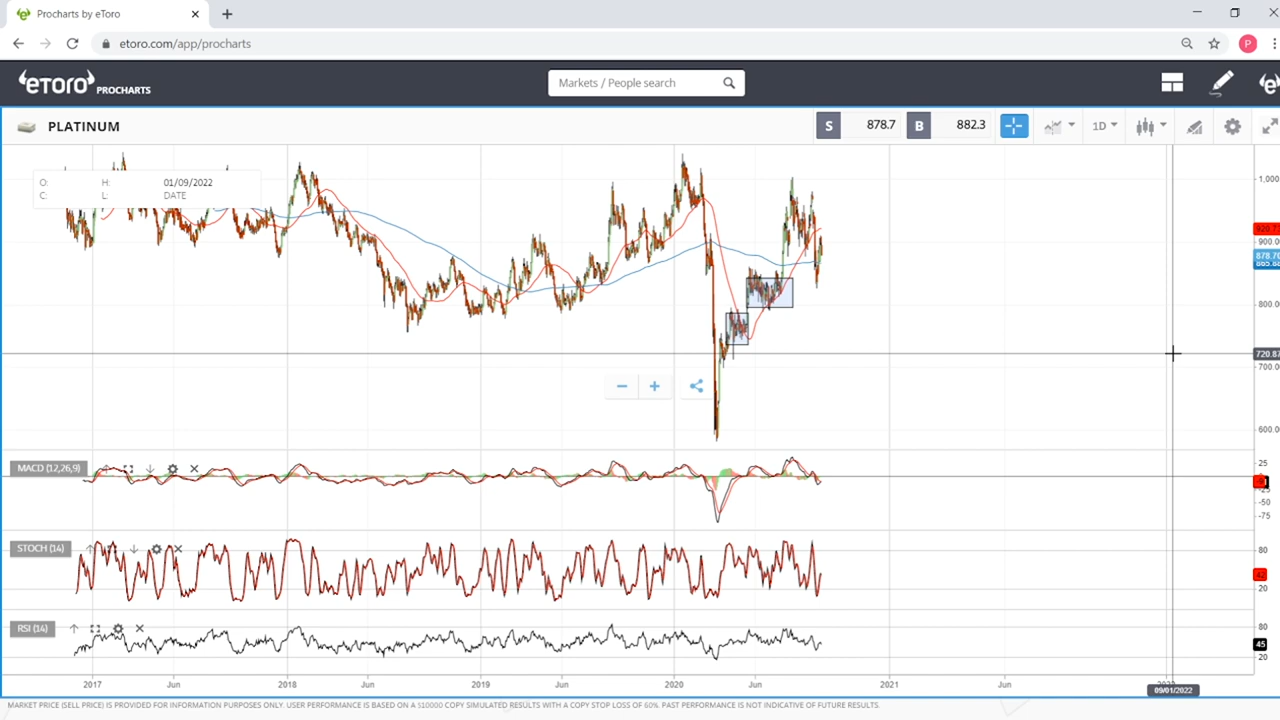 Procharts by eToro
etoro.com/app/procharts
P
eTORO PROCHARTS
Markets / People search
PLATINUM
S 878.7 B 882.3
1D
O: H: 01/09/2022
C: L: DATE
1,000
900.
878.70
800.
720.87
700.
600.
MACD (12,26,9)
25
-25
-50
-75
STOCH (14)
80
20
RSI (14)
80
45
20
2017 Jun 2018 Jun 2019 Jun 2020 Jun 2021 Jun
09/01/2022
MARKET PRICE (SELL PRICE) IS PROVIDED FOR INFORMATION PURPOSES ONLY. USER PERFORMANCE IS BASED ON A $10000 COPY SIMULATED RESULTS WITH A COPY STOP LOSS OF 60%. PAST PERFORMANCE IS NOT INDICATIVE OF FUTURE RESULTS.